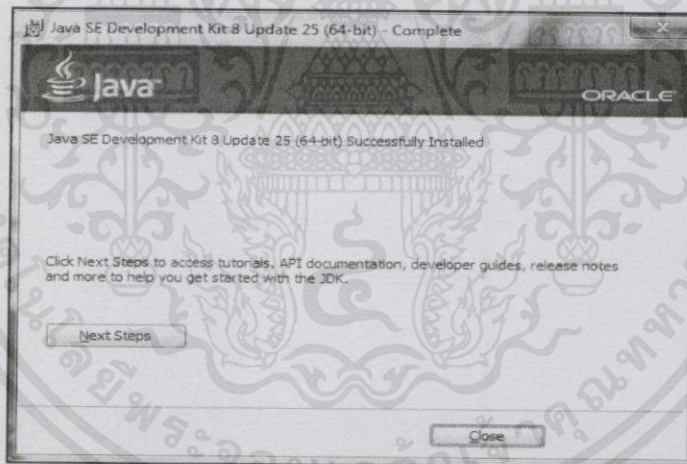 Java SE Development Kit 8 Update 25 (64-bit) - Complete
Java
ORACLE
Java SE Development Kit 8 Update 25 (64-bit) Successfully Installed
Click Next Steps to access tutorials, API documentation, developer guides, release notes
and more to help you get started with the JDK.
Next Steps
Close